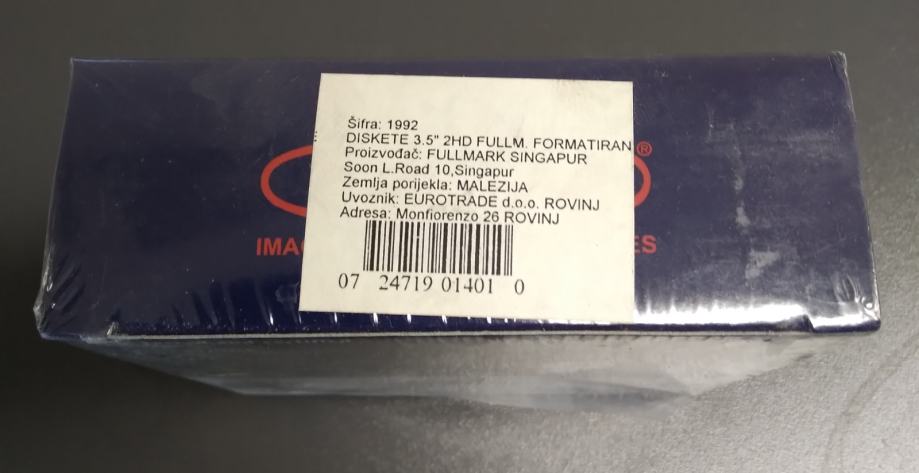 Šifra: 1992
DISKETE 3.5" 2HD FULLM. FORMATIRAN
Proizvođač: FULLMARK SINGAPUR
Soon L.Road 10,Singapur
Zemlja porijekla: MALEZIJA
Uvoznik: EUROTRADE d.o.o. ROVINJ
Adresa: Monfiorenzo 26 ROVINJ
07 24719 01401 0
®